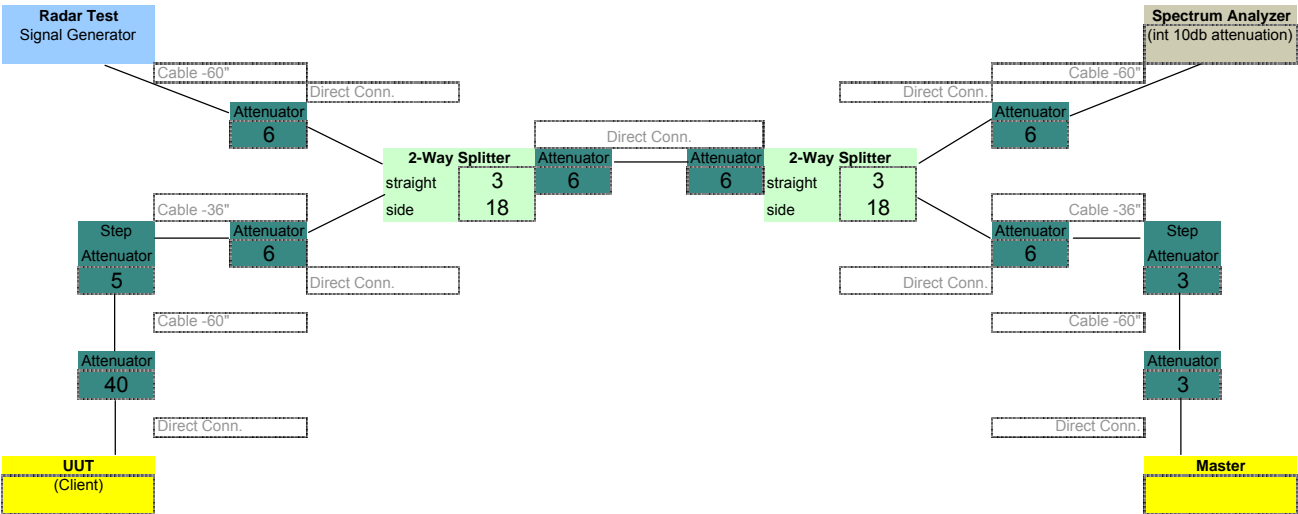 Radar Test
Signal Generator
Spectrum Analyzer
(int 10db attenuation)
Cable -60"
Cable -60"
Direct Conn.
Direct Conn.
Attenuator
6
Attenuator
6
Direct Conn.
2-Way Splitter
straight 3
side 18
Attenuator
6
Attenuator
6
2-Way Splitter
straight 3
side 18
Cable -36"
Cable -36"
Step
Attenuator
5
Attenuator
6
Attenuator
6
Step
Attenuator
3
Direct Conn.
Direct Conn.
Cable -60"
Cable -60"
Attenuator
40
Attenuator
3
Direct Conn.
Direct Conn.
UUT
(Client)
Master